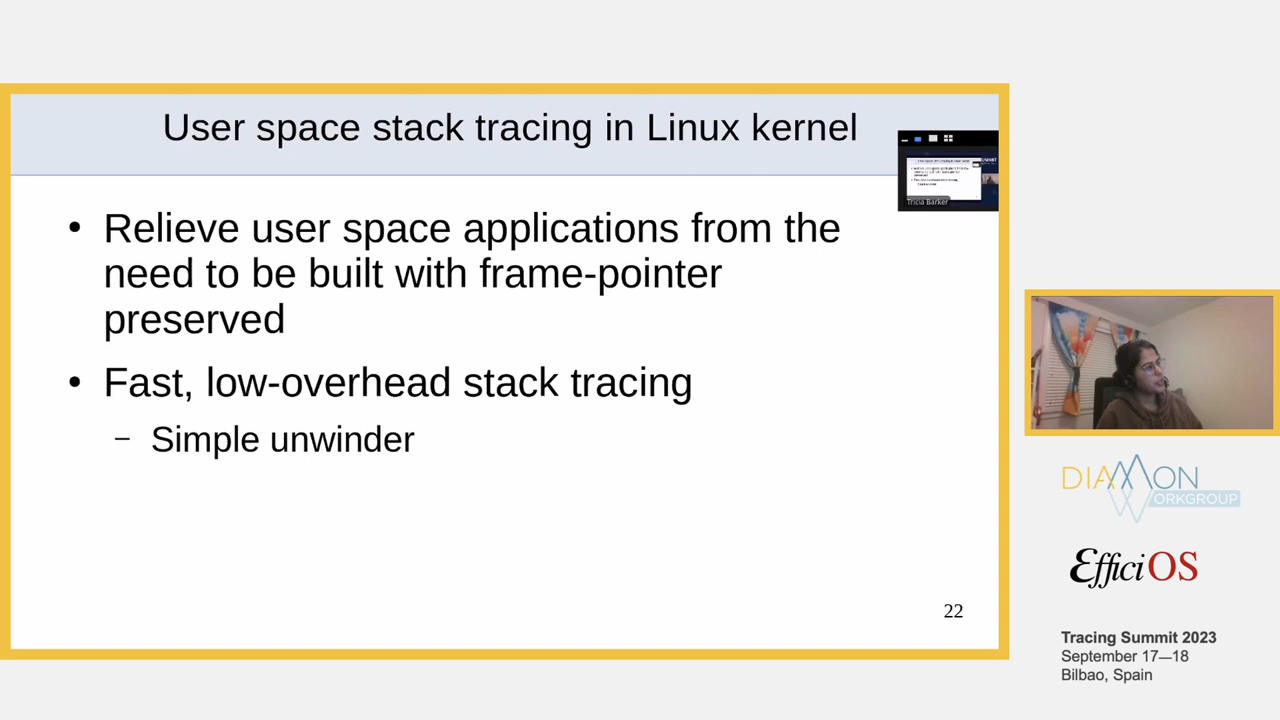 User space stack tracing in Linux kernel
Tricia Barker
• Relieve user space applications from the
need to be built with frame-pointer
preserved
• Fast, low-overhead stack tracing
– Simple unwinder
22
DIAMON
WORKGROUP
EfficiOS
Tracing Summit 2023
September 17—18
Bilbao, Spain